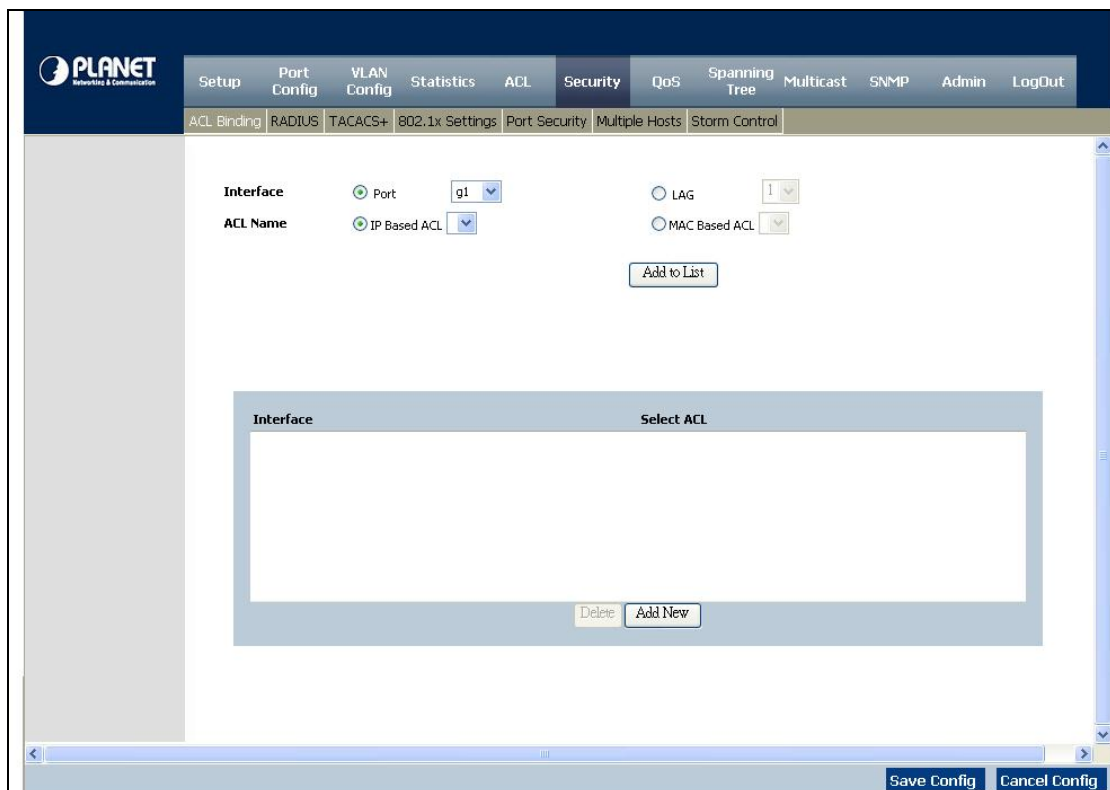 PLANET
Networking & Communication
Setup Port Config VLAN Config Statistics ACL Security QoS Spanning Tree Multicast SNMP Admin LogOut
ACL Binding RADIUS TACACS+ 802.1x Settings Port Security Multiple Hosts Storm Control
Interface Port g1 LAG 1
ACL Name IP Based ACL MAC Based ACL
Add to List
Interface Select ACL
Delete Add New
Save Config Cancel Config